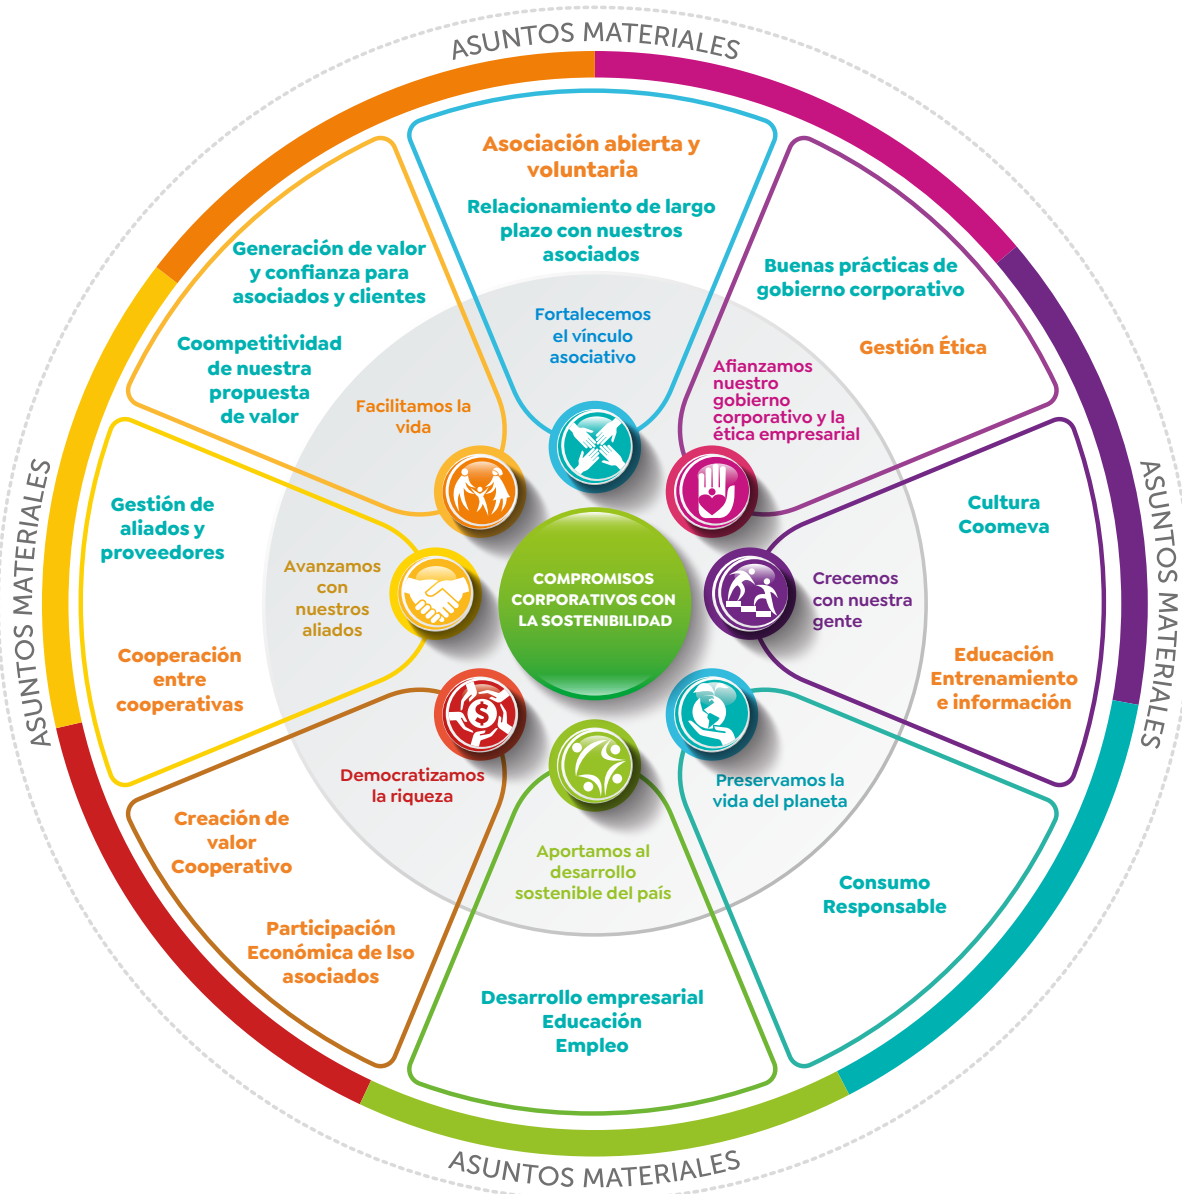 ASUNTOS MATERIALES
Asociación abierta y
voluntaria
Relacionamiento de largo
plazo con nuestros
asociados
Fortalecemos
el vínculo
asociativo
Buenas prácticas de
gobierno corporativo
Gestión Ética
Afianzamos
nuestro
gobierno
corporativo y la
ética empresarial
Cultura
Coomeva
Educación
Entrenamiento
e información
Crecemos
con nuestra
gente
ASUNTOS MATERIALES
Preservamos la
vida del planeta
Consumo
Responsable
Aportamos al
desarrollo
sostenible del país
Desarrollo empresarial
Educación
Empleo
ASUNTOS MATERIALES
Democratizamos
la riqueza
Creación de
valor
Cooperativo
Participación
Económica de lso
asociados
Avanzamos
con
nuestros
aliados
Gestión de
aliados y
proveedores
Cooperación
entre
cooperativas
ASUNTOS MATERIALES
Facilitamos la
vida
Generación de valor
y confianza para
asociados y clientes
Coompetitividad
de nuestra
propuesta
de valor
COMPROMISOS
CORPORATIVOS CON
LA SOSTENIBILIDAD
$